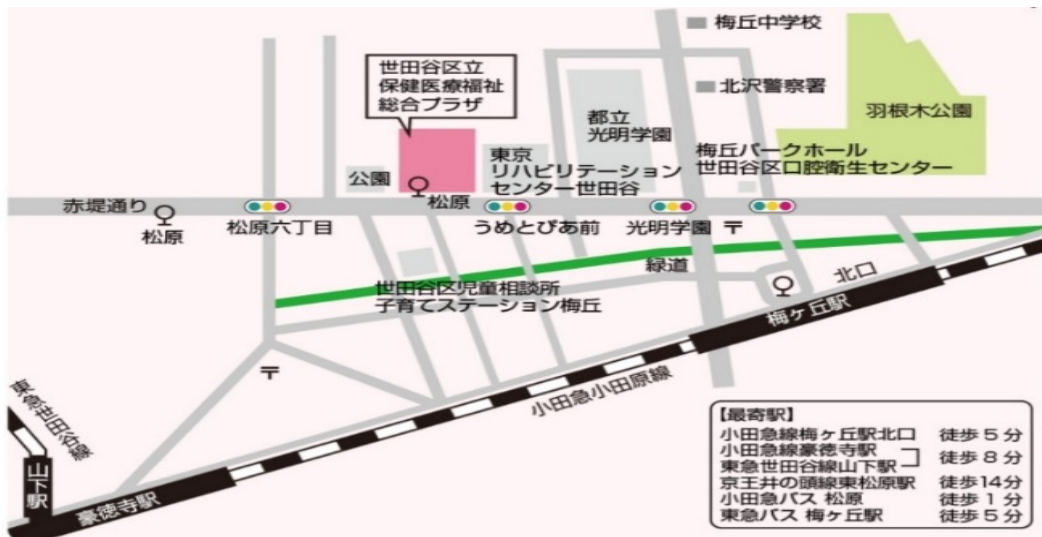 梅丘中学校
世田谷区立
保健医療福祉
総合プラザ
北沢警察署
羽根木公園
都立
光明学園
梅丘パークホール
世田谷区口腔衛生センター
東京
リハビリテーション
センター世田谷
公園
松原
赤堤通り
松原
松原六丁目
うめとぴあ前
光明学園
〒
緑道
北口
世田谷区児童相談所
子育てステーション梅丘
梅ヶ丘駅
〒
小田急小田原線
東急世田谷線
山下駅
豪徳寺駅
【最寄駅】
小田急線梅ヶ丘駅北口 徒歩5分
小田急線豪徳寺駅
東急世田谷線山下駅 徒歩8分
京王井の頭線東松原駅 徒歩14分
小田急バス 松原 徒歩1分
東急バス 梅ヶ丘駅 徒歩5分